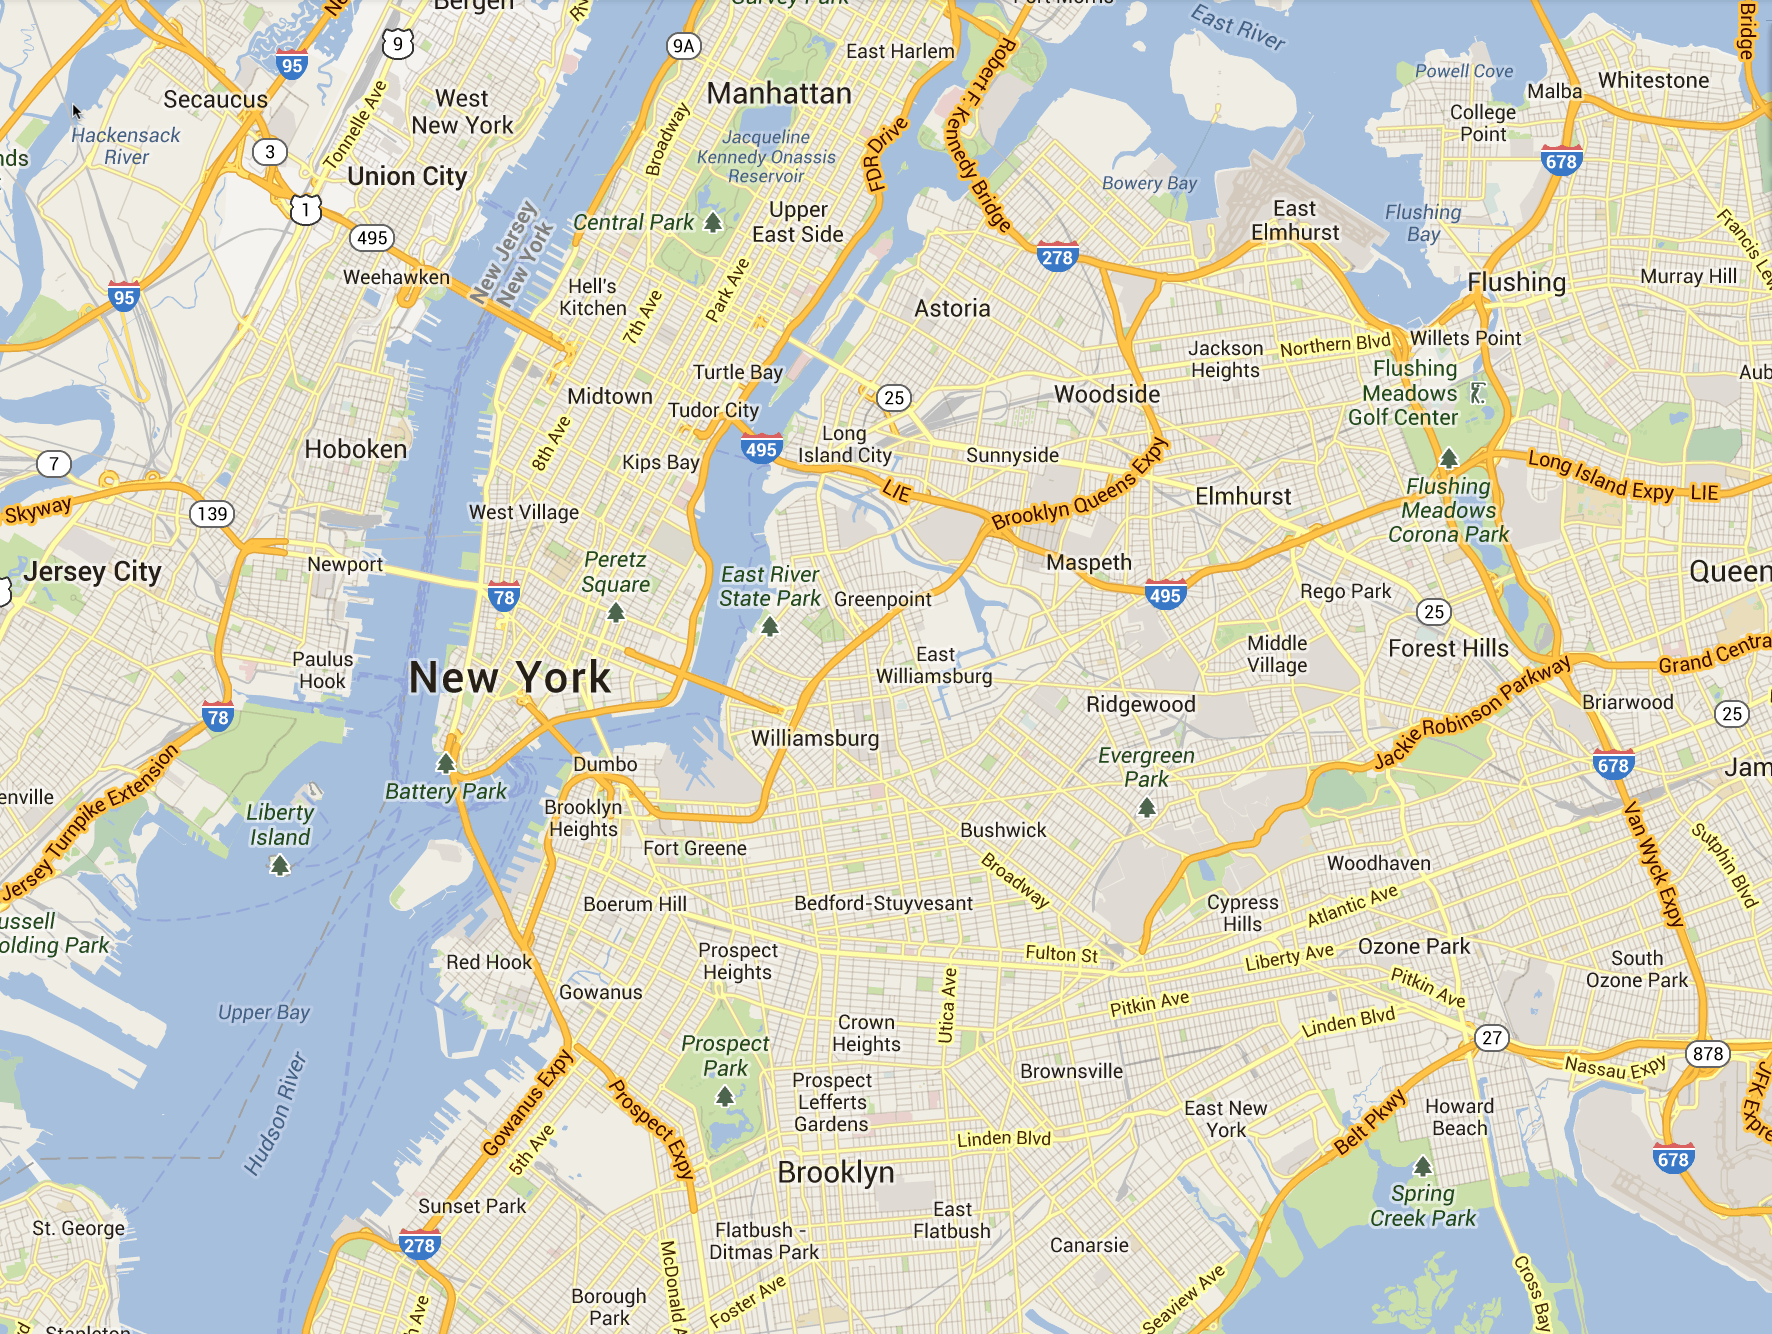 Bergen
9
9A
East Harlem
East River
Powell Cove
Bridge
95
Secaucus
West
New York
Tonnelle Ave
Manhattan
Robert F. Kennedy Bridge
Malba
Whitestone
College
Point
Hackensack
River
3
Broadway
Jacqueline
Kennedy Onassis
Reservoir
FDR Drive
678
Union City
Bowery Bay
1
New Jersey
New York
Central Park
Upper
East Side
East
Elmhurst
Flushing
Bay
495
278
Weehawken
95
Hell's
Kitchen
7th Ave
Park Ave
Astoria
Flushing
Murray Hill
Northern Blvd
Willets Point
Jackson
Heights
Turtle Bay
Flushing
Meadows
Golf Center
Midtown
25
Woodside
Tudor City
8th Ave
Hoboken
Kips Bay
495
Long
Island City
Sunnyside
7
LIE
Brooklyn Queens Expy
Elmhurst
Long Island Expy
LIE
Flushing
Meadows
Corona Park
Skyway
139
West Village
Maspeth
Jersey City
Newport
Peretz
Square
78
East River
State Park
Greenpoint
495
Rego Park
25
Queen
Paulus
Hook
New York
East
Williamsburg
Middle
Village
Forest Hills
Grand Centra
78
Ridgewood
Jackie Robinson Parkway
Briarwood
25
Williamsburg
Evergreen
Park
678
Jam
Dumbo
Battery Park
Jersey Turnpike Extension
Liberty
Island
Brooklyn
Heights
Fort Greene
Bushwick
Broadway
Woodhaven
Van Wyck Expy
Sutphin Blvd
Boerum Hill
Bedford-Stuyvesant
Cypress
Hills
Atlantic Ave
Red Hook
Prospect
Heights
Fulton St
Liberty Ave
Ozone Park
South
Ozone Park
Gowanus
Utica Ave
Pitkin Ave
Pitkin Ave
Upper Bay
Crown
Heights
Linden Blvd
27
878
Hudson River
Gowanus Expy
Prospect
Park
Prospect Expy
Brownsville
Nassau Expy
Prospect
Lefferts
Gardens
East New
York
Belt Pkwy
Howard
Beach
5th Ave
Linden Blvd
678
Brooklyn
Sunset Park
Spring
Creek Park
St. George
278
Flatbush -
Ditmas Park
East
Flatbush
Canarsie
McDonald A
Foster Ave
Borough
Park
Seaview Ave
Cross Bay